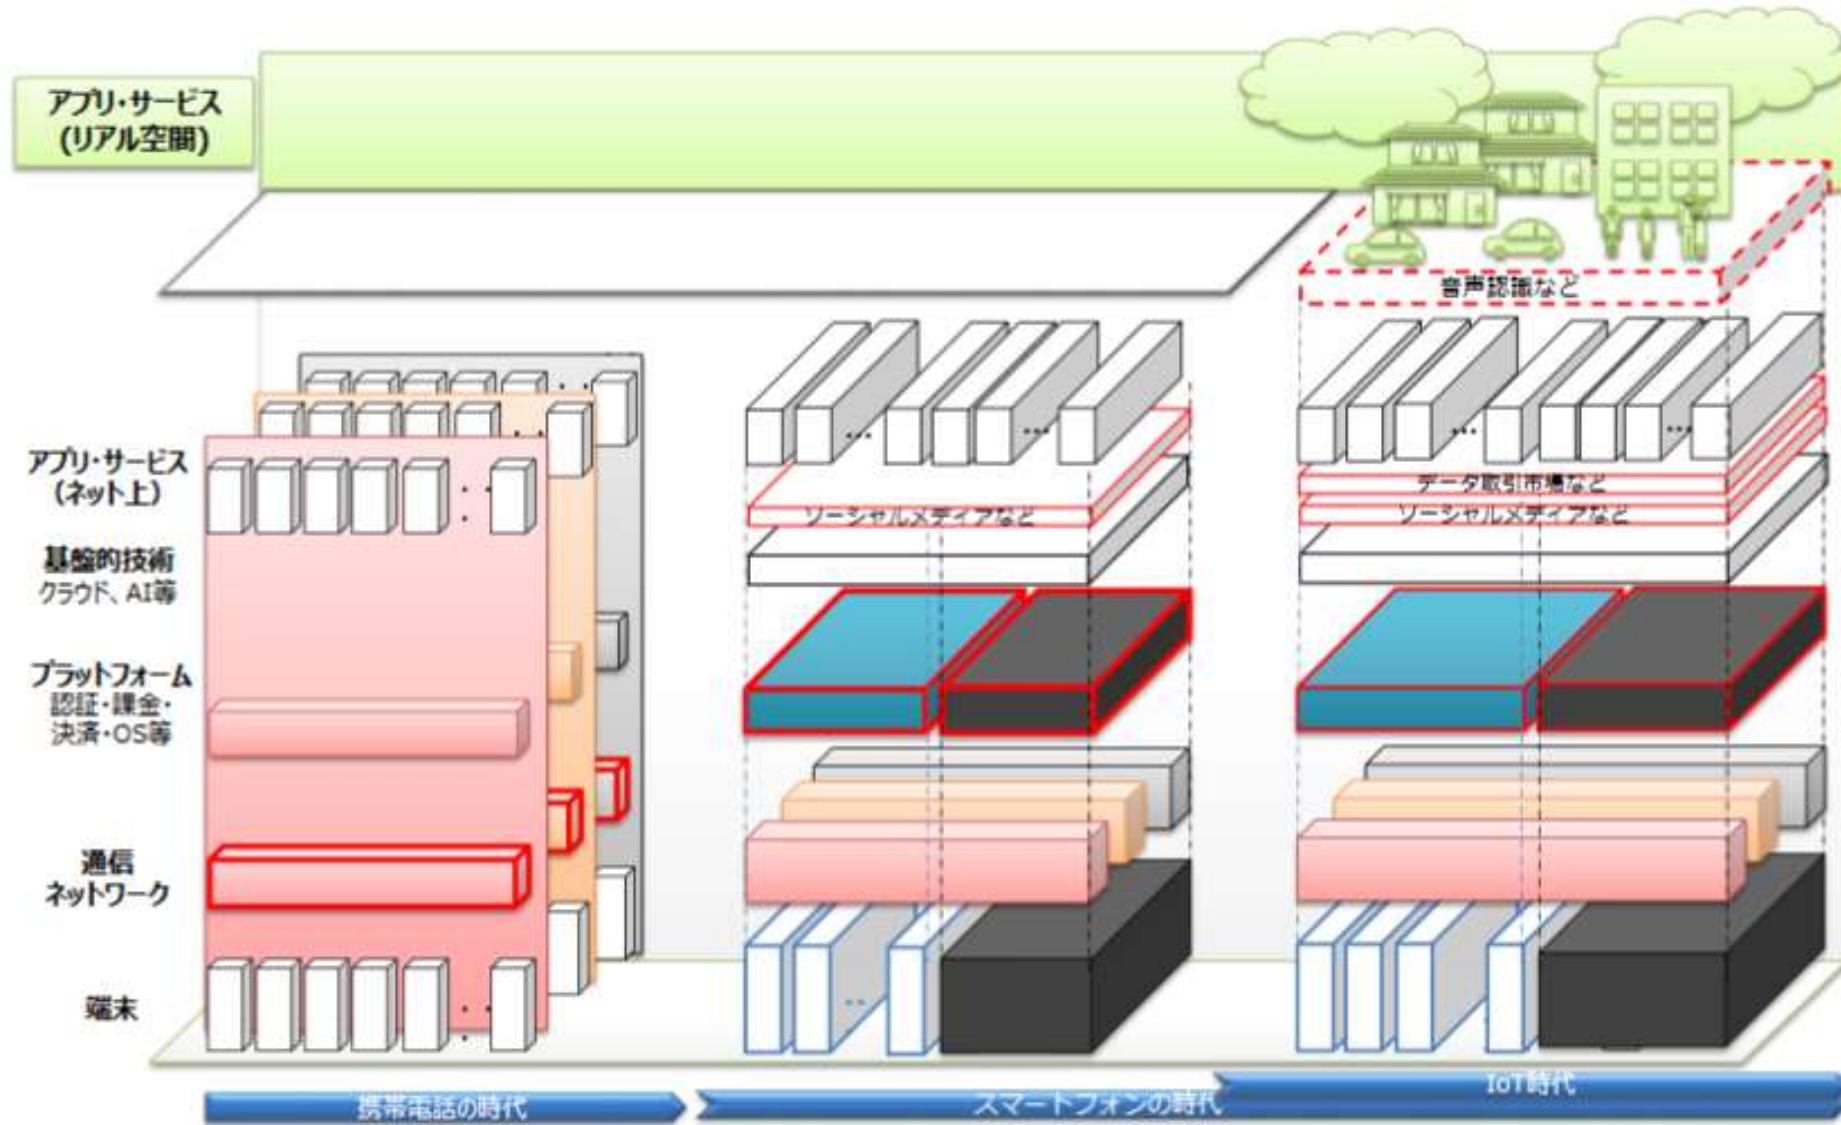 アプリ・サービス
(リアル空間)
音声認識など
アプリ・サービス
(ネット上)
データ取引市場など
ソーシャルメディアなど
ソーシャルメディアなど
基盤的技術
クラウド、AI等
プラットフォーム
認証・課金・
決済・OS等
通信
ネットワーク
端末
携帯電話の時代
スマートフォンの時代
IoT時代